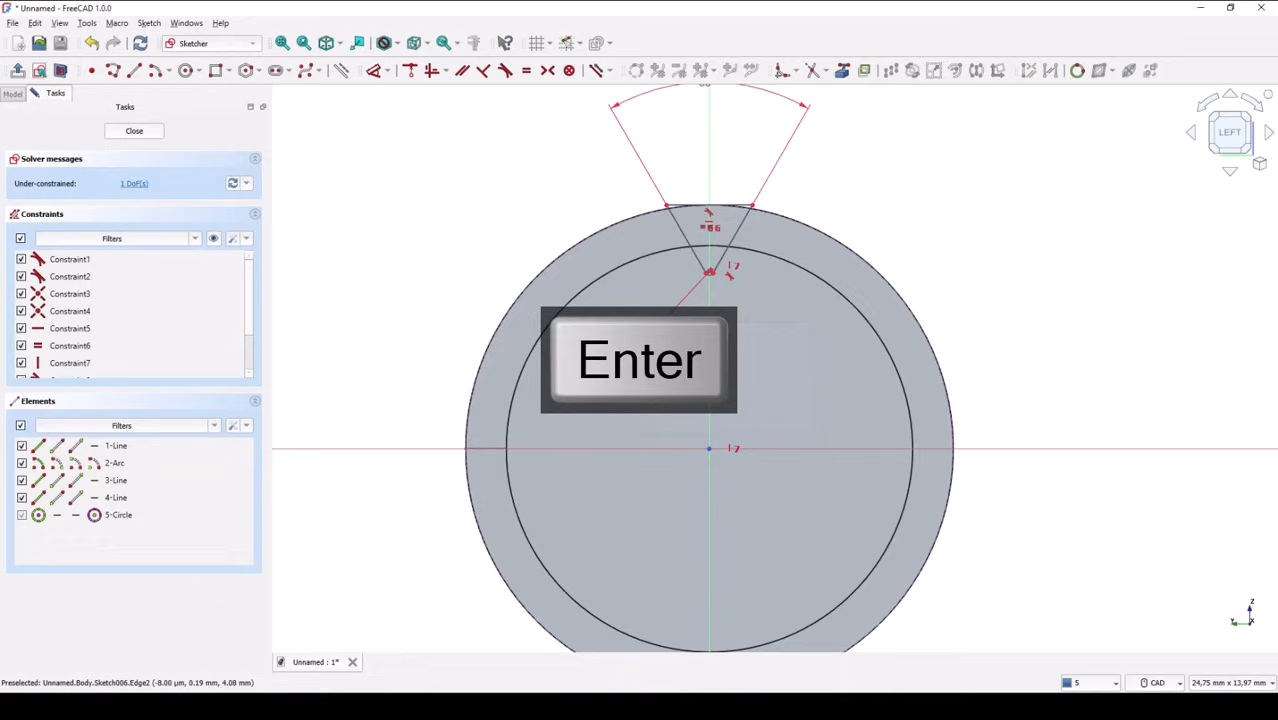 * Unnamed - FreeCAD 1.0.0
File Edit View Tools Macro Sketch Windows Help
Sketcher
Model Tasks
Tasks
Close
Solver messages
Under-constrained: 1 DoF(s)
Constraints
Filters
Constraint1
Constraint2
Constraint3
Constraint4
Constraint5
Constraint6
Constraint7
Elements
Filters
1-Line
2-Arc
3-Line
4-Line
5-Circle
LEFT
Enter
Z
Y
X
Unnamed : 1*
Preselected: Unnamed.Body.Sketch006.Edge2 (-8.00 µm, 0.19 mm, 4.08 mm)
5
CAD
24,75 mm x 13,97 mm